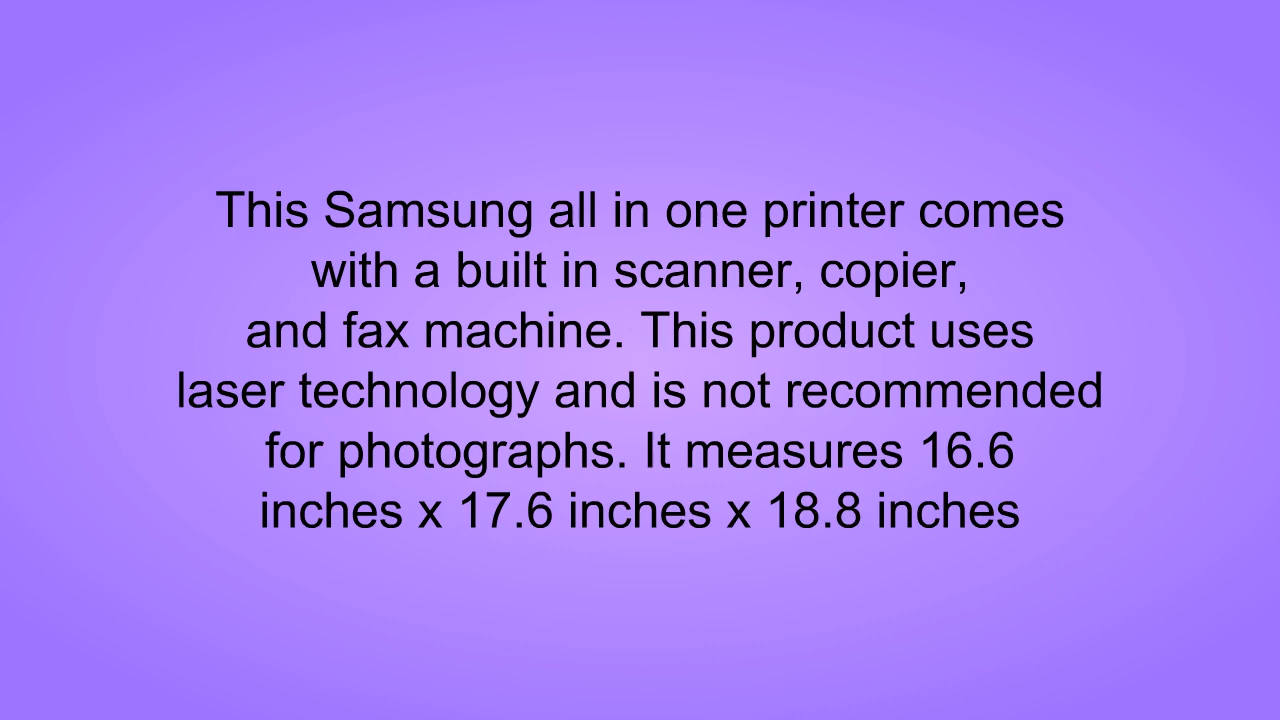 This Samsung all in one printer comes
with a built in scanner, copier,
and fax machine. This product uses
laser technology and is not recommended
for photographs. It measures 16.6
inches x 17.6 inches x 18.8 inches